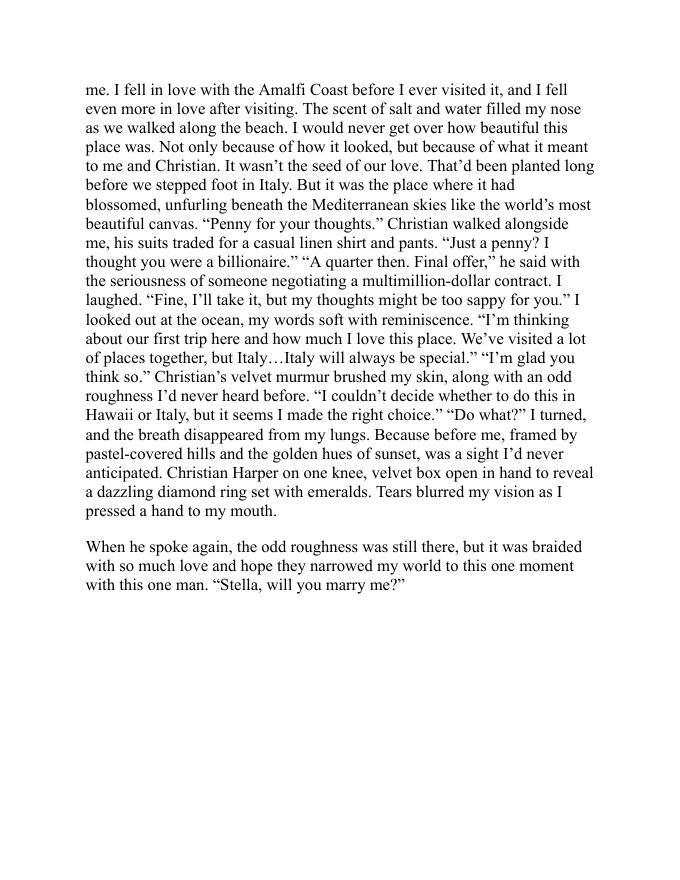 me. I fell in love with the Amalfi Coast before I ever visited it, and I fell
even more in love after visiting. The scent of salt and water filled my nose
as we walked along the beach. I would never get over how beautiful this
place was. Not only because of how it looked, but because of what it meant
to me and Christian. It wasn’t the seed of our love. That’d been planted long
before we stepped foot in Italy. But it was the place where it had
blossomed, unfurling beneath the Mediterranean skies like the world’s most
beautiful canvas. “Penny for your thoughts.” Christian walked alongside
me, his suits traded for a casual linen shirt and pants. “Just a penny? I
thought you were a billionaire.” “A quarter then. Final offer,” he said with
the seriousness of someone negotiating a multimillion-dollar contract. I
laughed. “Fine, I’ll take it, but my thoughts might be too sappy for you.” I
looked out at the ocean, my words soft with reminiscence. “I’m thinking
about our first trip here and how much I love this place. We’ve visited a lot
of places together, but Italy…Italy will always be special.” “I’m glad you
think so.” Christian’s velvet murmur brushed my skin, along with an odd
roughness I’d never heard before. “I couldn’t decide whether to do this in
Hawaii or Italy, but it seems I made the right choice.” “Do what?” I turned,
and the breath disappeared from my lungs. Because before me, framed by
pastel-covered hills and the golden hues of sunset, was a sight I’d never
anticipated. Christian Harper on one knee, velvet box open in hand to reveal
a dazzling diamond ring set with emeralds. Tears blurred my vision as I
pressed a hand to my mouth.
When he spoke again, the odd roughness was still there, but it was braided
with so much love and hope they narrowed my world to this one moment
with this one man. “Stella, will you marry me?”